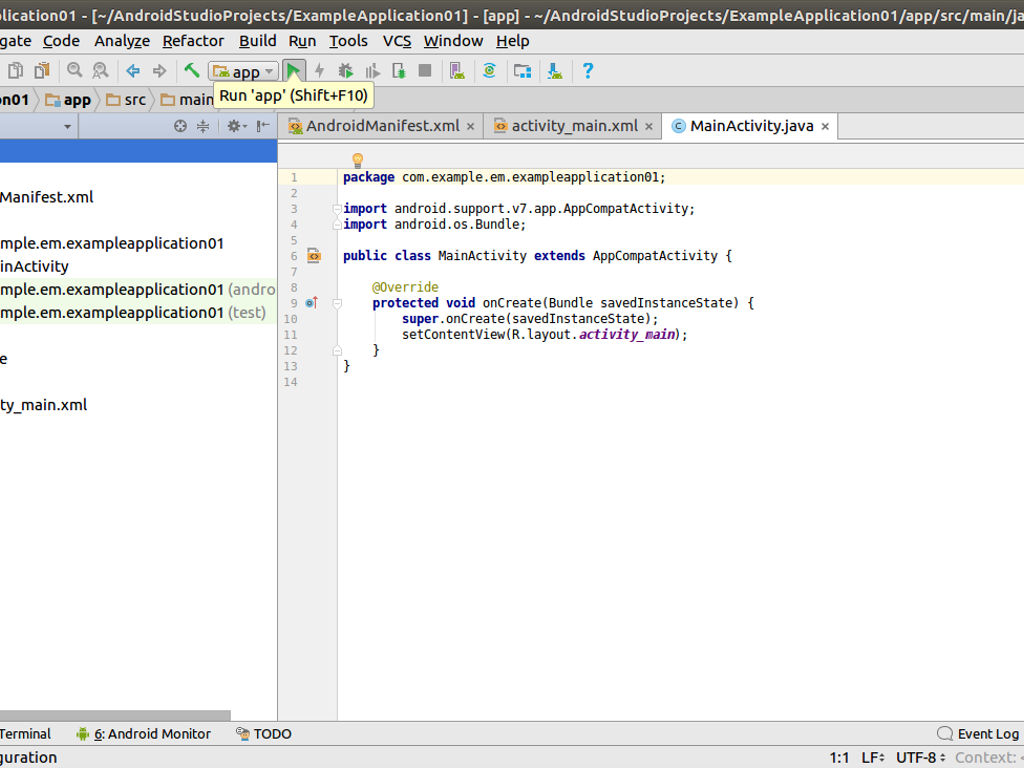 lication01 - [~/AndroidStudioProjects/ExampleApplication01] - [app] - ~/AndroidStudioProjects/ExampleApplication01/app/src/main/ja
gate Code Analyze Refactor Build Run Tools VCS Window Help
app
?
on01 app src main
Run 'app' (Shift+F10)
AndroidManifest.xml × activity_main.xml × C MainActivity.java ×
1 package com.example.em.exampleapplication01;
2
3 import android.support.v7.app.AppCompatActivity;
4 import android.os.Bundle;
5
6 public class MainActivity extends AppCompatActivity {
7
8 @Override
9 protected void onCreate(Bundle savedInstanceState) {
10 super.onCreate(savedInstanceState);
11 setContentView(R.layout.activity_main);
12 }
13 }
14
Manifest.xml
mple.em.exampleapplication01
inActivity
mple.em.exampleapplication01 (andro
mple.em.exampleapplication01 (test)
e
ty_main.xml
Terminal 6: Android Monitor TODO Event Log
guration 1:1 LF UTF-8 Context: